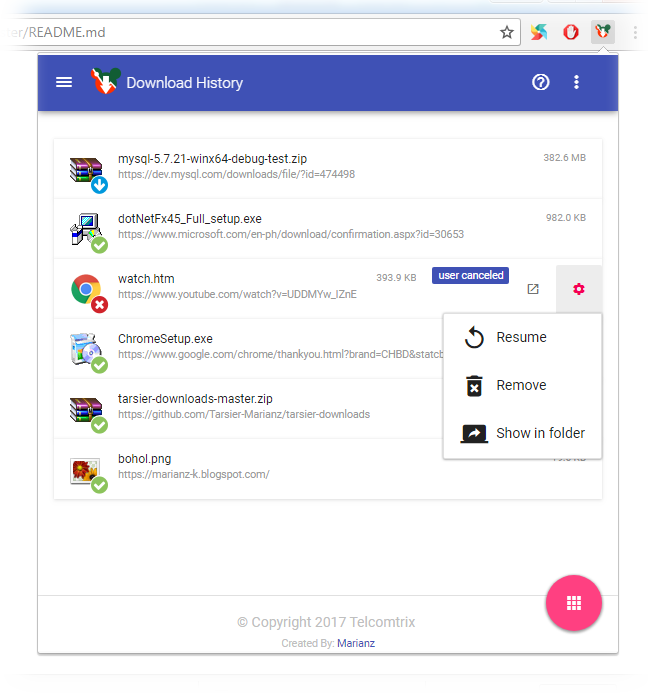 er/README.md
Download History
mysql-5.7.21-winx64-debug-test.zip 382.6 MB
https://dev.mysql.com/downloads/file/?id=474498
dotNetFx45_Full_setup.exe 982.0 KB
https://www.microsoft.com/en-ph/download/confirmation.aspx?id=30653
watch.htm 393.9 KB user canceled
https://www.youtube.com/watch?v=UDDMYw_IZnE
ChromeSetup.exe
https://www.google.com/chrome/thankyou.html?brand=CHBD&statcb
Resume
Remove
Show in folder
tarsier-downloads-master.zip
https://github.com/Tarsier-Marianz/tarsier-downloads
bohol.png
https://marianz-k.blogspot.com/
© Copyright 2017 Telcomtrix
Created By: Marianz